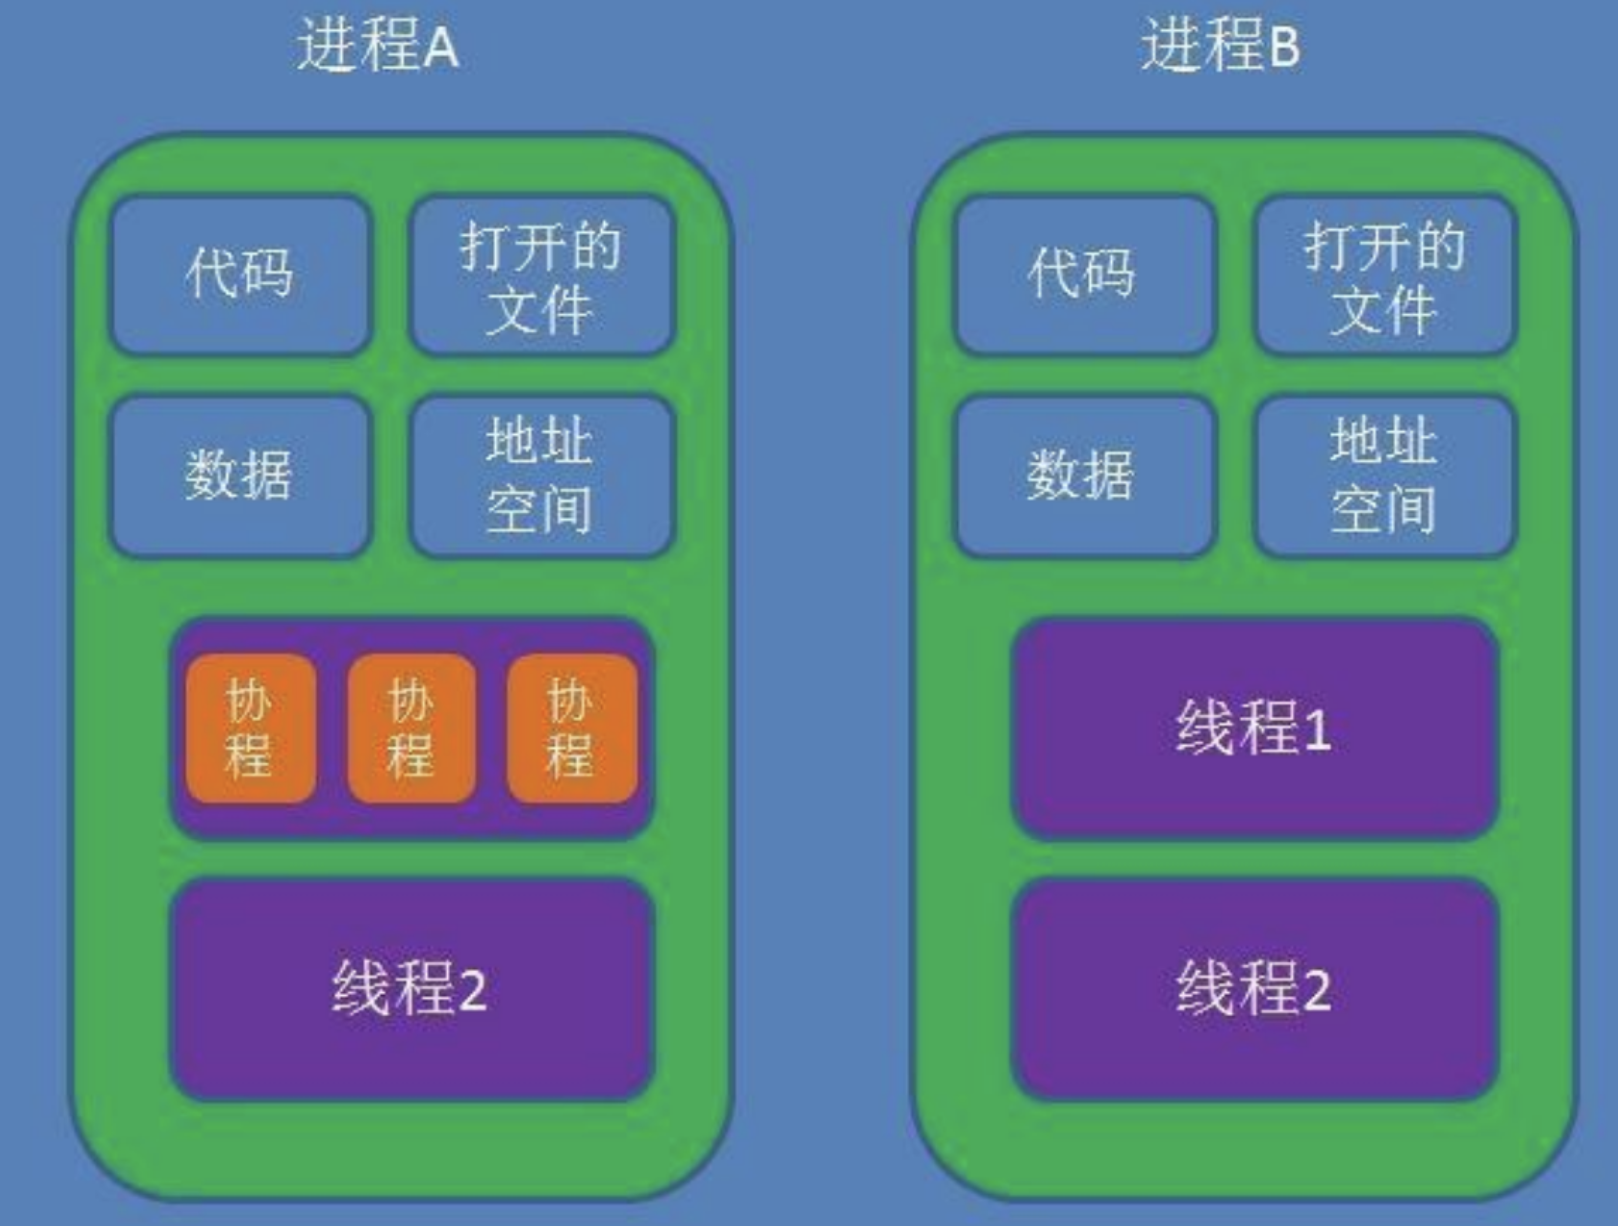 进程A
进程B
代码
打开的
文件
数据
地址
空间
协
程
协
程
协
程
线程2
代码
打开的
文件
数据
地址
空间
线程1
线程2